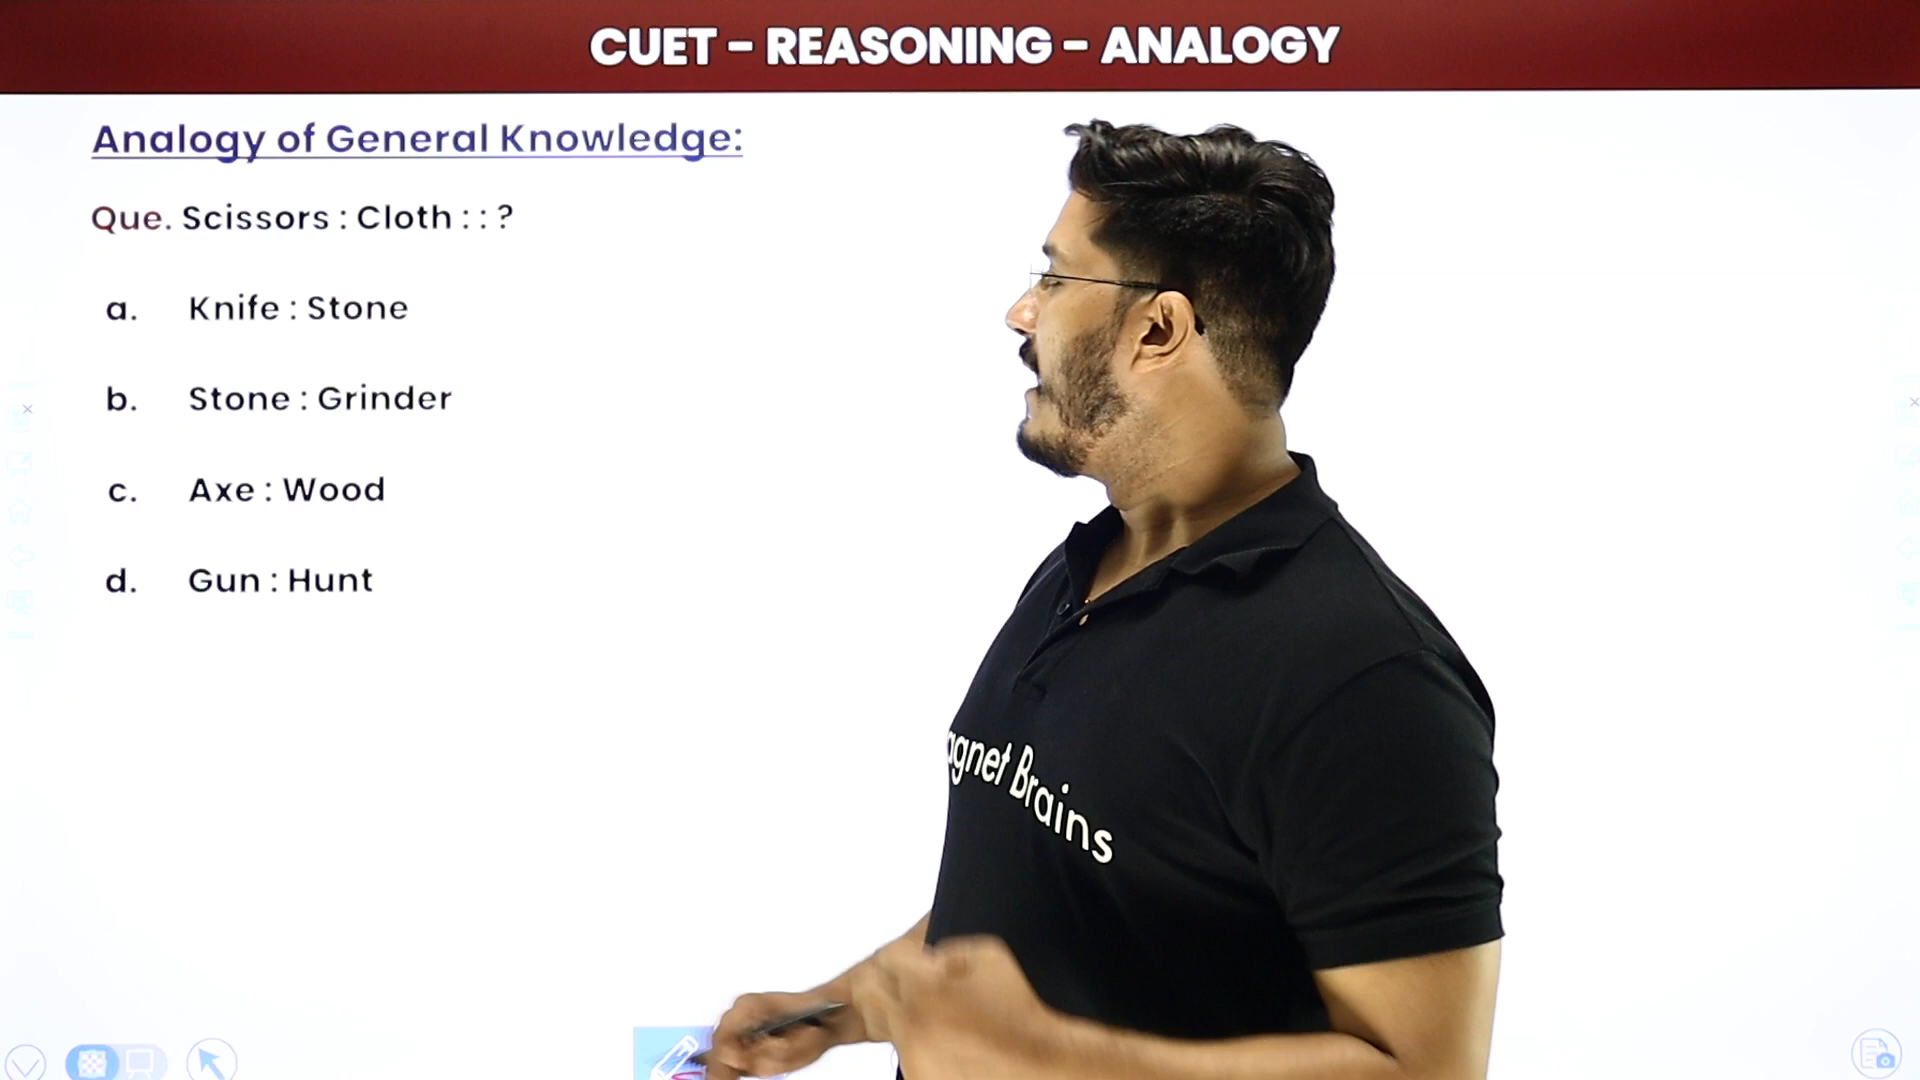 CUET - REASONING - ANALOGY
Analogy of General Knowledge:
Que. Scissors : Cloth : : ?
a. Knife : Stone
b. Stone : Grinder
c. Axe : Wood
d. Gun : Hunt
agnet Brains